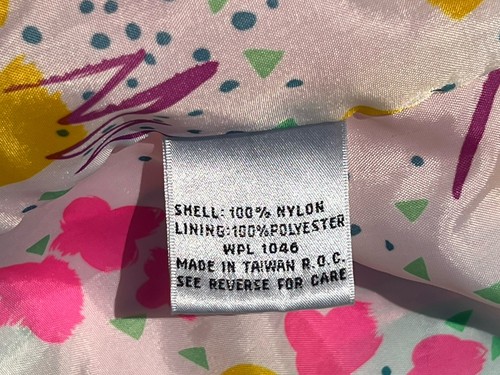 SHELL: 100% NYLON
LINING:100%POLYESTER
WPL 1046
MADE IN TAIWAN R.O.C.
SEE REVERSE FOR CARE